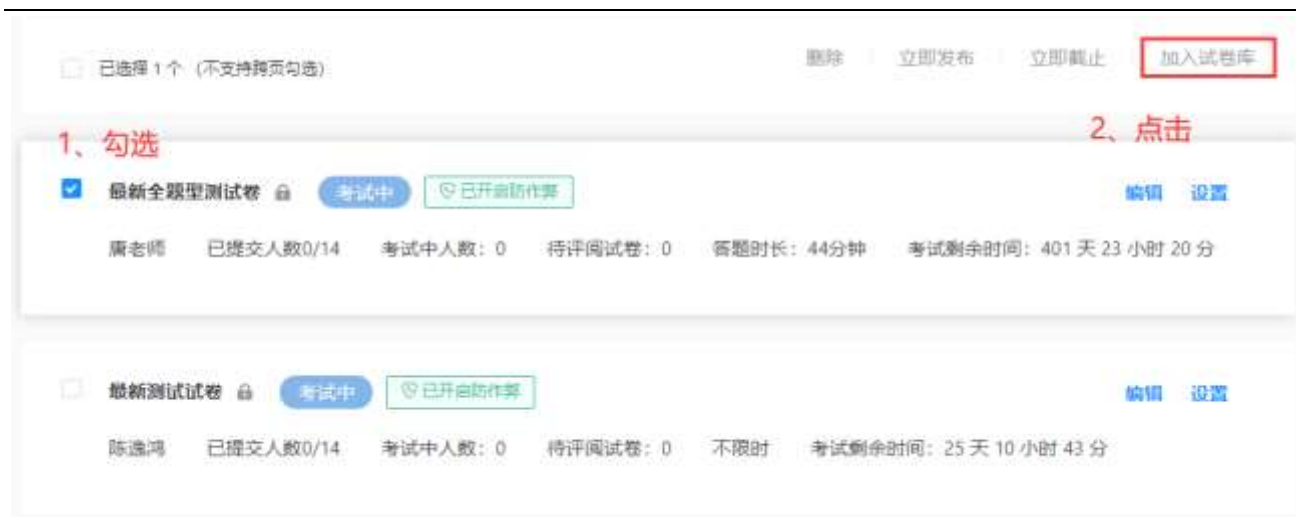 已选择 1 个 (不支持跨页勾选) 删除 立即发布 立即截止 加入试卷库
1、勾选 2、点击
最新全题型测试卷 考试中 已开启防作弊 编辑 设置
唐老师 已提交人数0/14 考试中人数：0 待评阅试卷：0 答题时长：44分钟 考试剩余时间：401 天 23 小时 20 分
最新测试试卷 考试中 已开启防作弊 编辑 设置
陈逸鸿 已提交人数0/14 考试中人数：0 待评阅试卷：0 不限时 考试剩余时间：25 天 10 小时 43 分